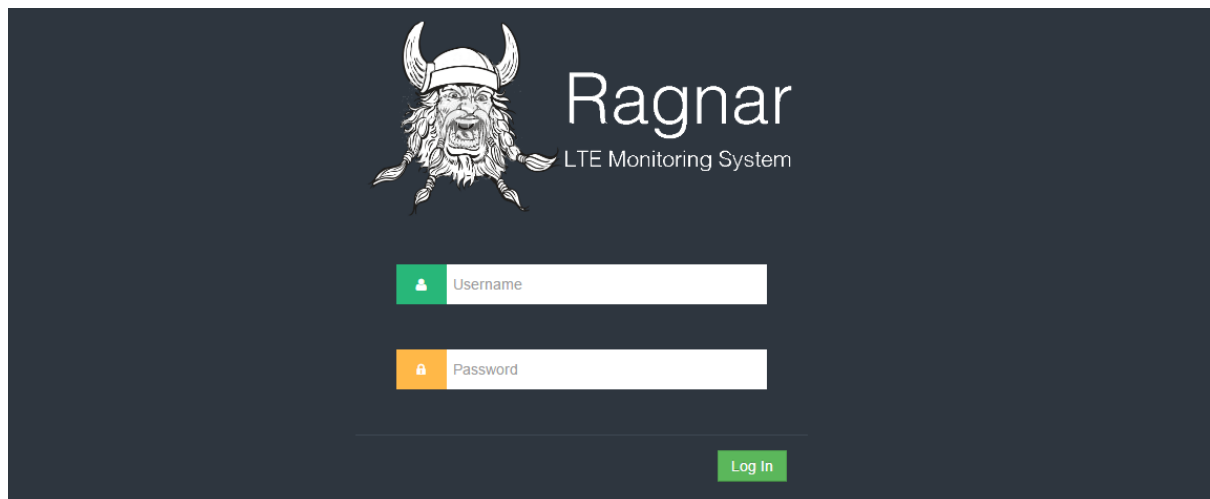 Ragnar
LTE Monitoring System
Username
Password
Log In